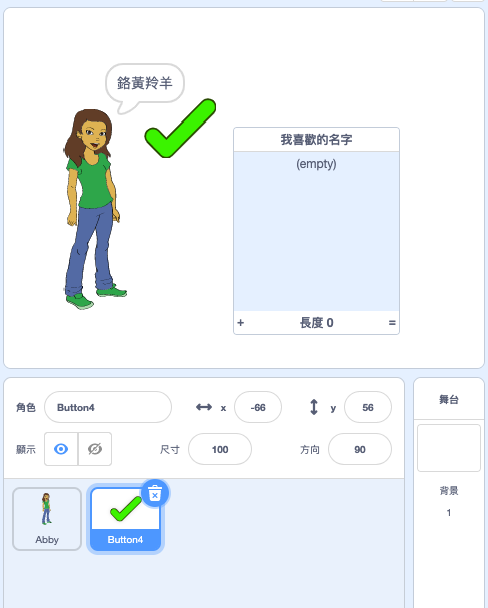 鉻黃羚羊
我喜歡的名字
(empty)
+ 長度 0 =
角色 Button4 x -66 y 56
顯示 尺寸 100 方向 90
舞台
背景
1
Abby
Button4